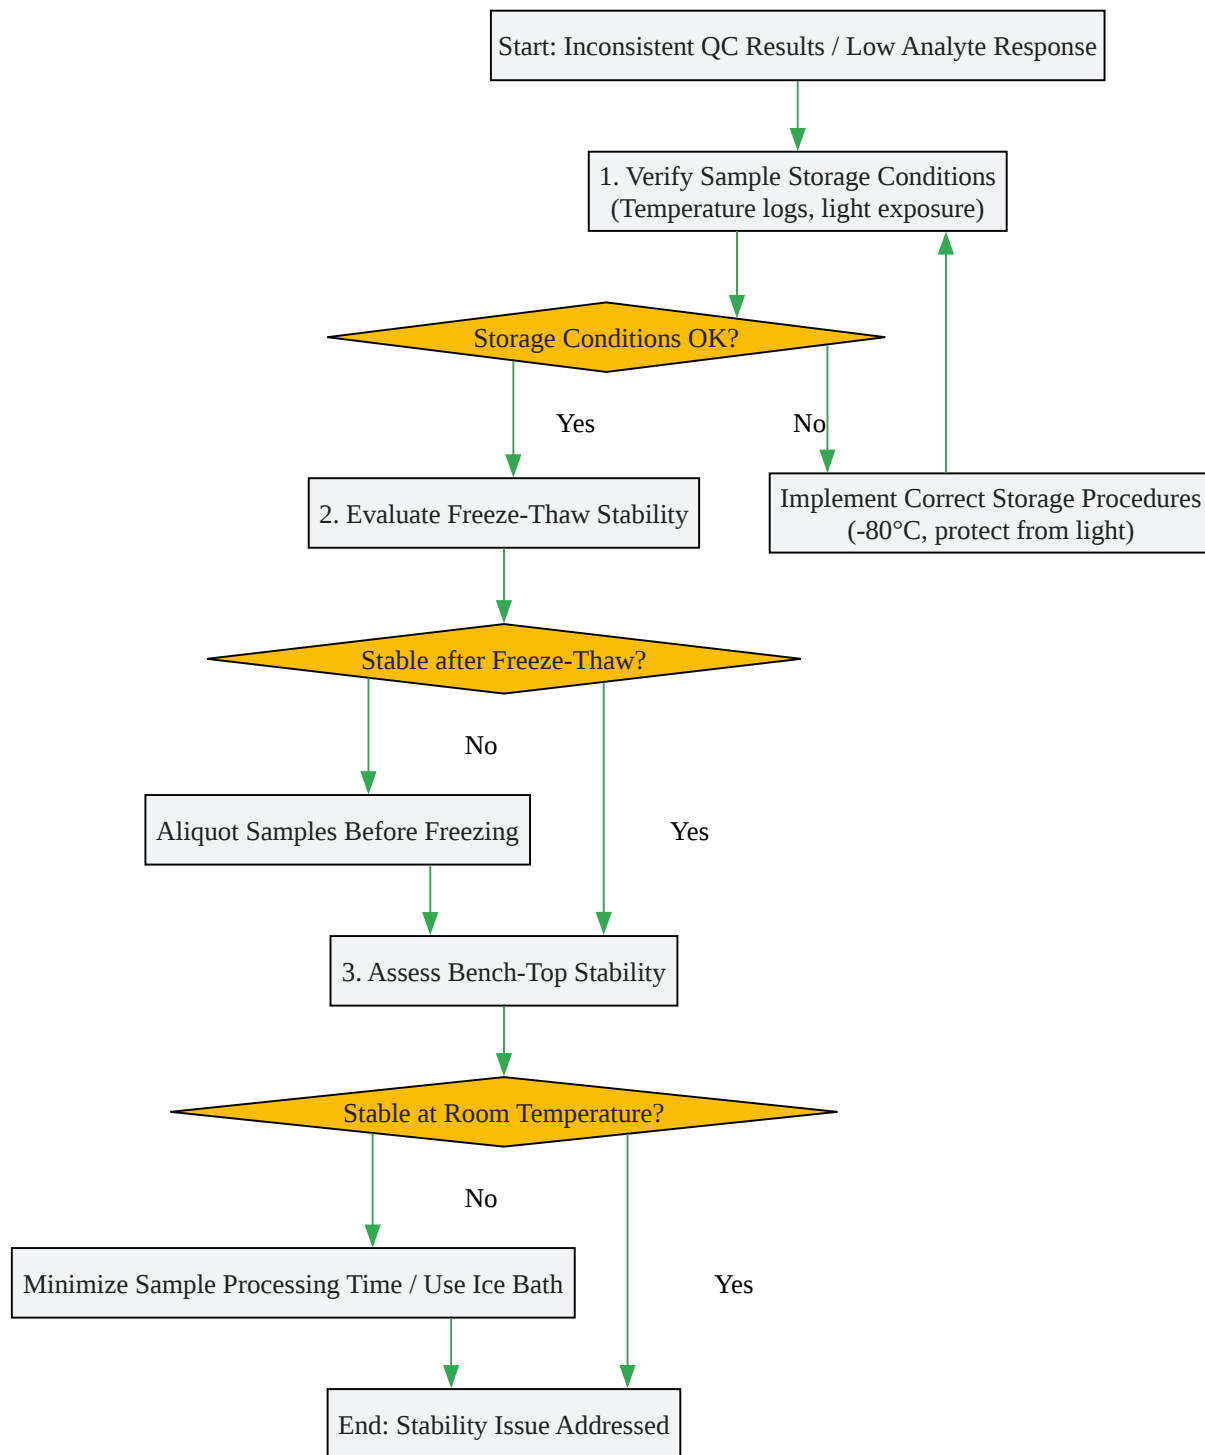 Start: Inconsistent QC Results / Low Analyte Response
1. Verify Sample Storage Conditions
(Temperature logs, light exposure)
Storage Conditions OK?
Yes
No
2. Evaluate Freeze-Thaw Stability
Implement Correct Storage Procedures
(-80°C, protect from light)
Stable after Freeze-Thaw?
No
Aliquot Samples Before Freezing
Yes
3. Assess Bench-Top Stability
Stable at Room Temperature?
No
Minimize Sample Processing Time / Use Ice Bath
Yes
End: Stability Issue Addressed